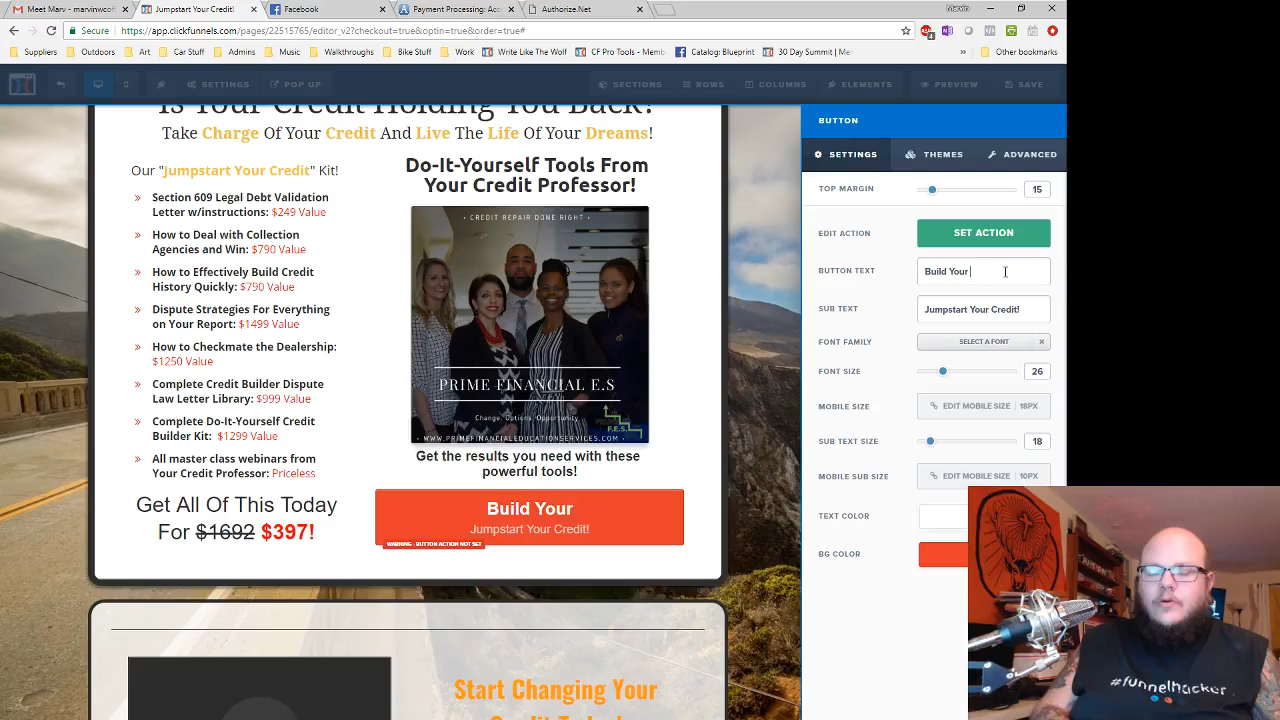 Meet Marv - marvinwcoffi
Jumpstart Your Credit!
Facebook
Payment Processing: Acc
Authorize.Net
Marvin
Secure
https://app.clickfunnels.com/pages/22515765/editor_v2?checkout=true&optin=true&order=true#
Suppliers
Outdoors
Art
Car Stuff
Admins
Music
Walkthroughs
Bike Stuff
Work
Write Like The Wolf
CF Pro Tools - Memb
Catalog: Blueprint
30 Day Summit | Me
»
Other bookmarks
SETTINGS
POP UP
SECTIONS
ROWS
COLUMNS
ELEMENTS
PREVIEW
SAVE
Is Your Credit Holding You Back?
Take Charge Of Your Credit And Live The Life Of Your Dreams!
Our "Jumpstart Your Credit" Kit!
Section 609 Legal Debt Validation
Letter w/instructions: $249 Value
How to Deal with Collection
Agencies and Win: $790 Value
How to Effectively Build Credit
History Quickly: $790 Value
Dispute Strategies For Everything
on Your Report: $1499 Value
How to Checkmate the Dealership:
$1250 Value
Complete Credit Builder Dispute
Law Letter Library: $999 Value
Complete Do-It-Yourself Credit
Builder Kit: $1299 Value
All master class webinars from
Your Credit Professor: Priceless
Get All Of This Today
For $1692 $397!
Do-It-Yourself Tools From
Your Credit Professor!
· CREDIT REPAIR DONE RIGHT ·
PRIME FINANCIAL E.S
Change, Options, Opportunity
F.E.S.
· WWW.PRIMEFINANCIALEDUCATIONSERVICES.COM ·
Get the results you need with these
powerful tools!
Build Your
Jumpstart Your Credit!
WARNING - BUTTON ACTION NOT SET
Start Changing Your
Credit Today!
BUTTON
SETTINGS
THEMES
ADVANCED
TOP MARGIN
15
EDIT ACTION
SET ACTION
BUTTON TEXT
Build Your
SUB TEXT
Jumpstart Your Credit!
FONT FAMILY
SELECT A FONT
FONT SIZE
26
MOBILE SIZE
EDIT MOBILE SIZE
18PX
SUB TEXT SIZE
18
MOBILE SUB SIZE
EDIT MOBILE SIZE
10PX
TEXT COLOR
BG COLOR
#funnelhacker